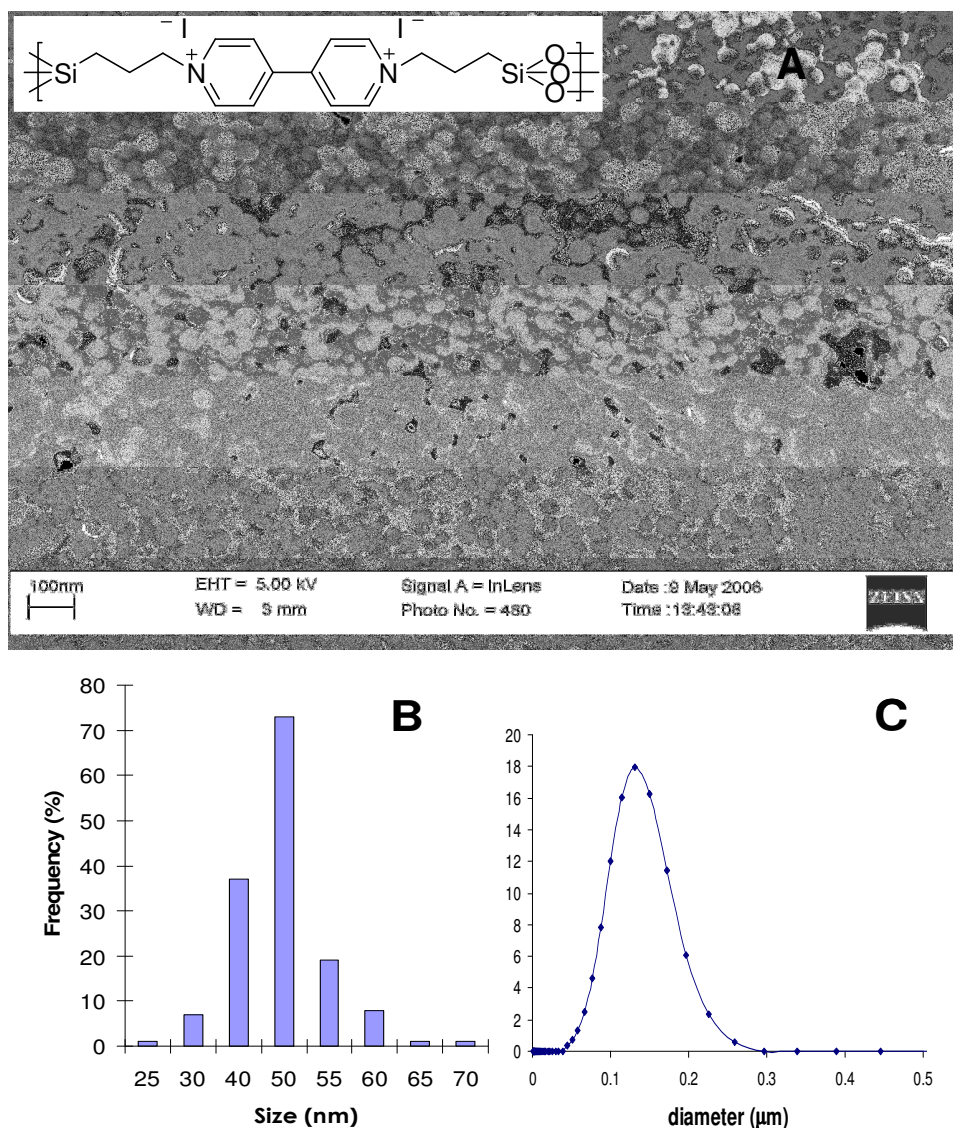 − I I −
Si N + + N Si O O O
A
100nm EHT = 5.00 kV Signal A = InLens Date :9 May 2006
WD = 3 mm Photo No. = 480 Time :13:43:08
ZEISS
B
Frequency (%)
80
70
60
50
40
30
20
10
0
25 30 40 50 55 60 65 70
Size (nm)
C
20
18
16
14
12
10
8
6
4
2
0
0 0.1 0.2 0.3 0.4 0.5
diameter (μm)